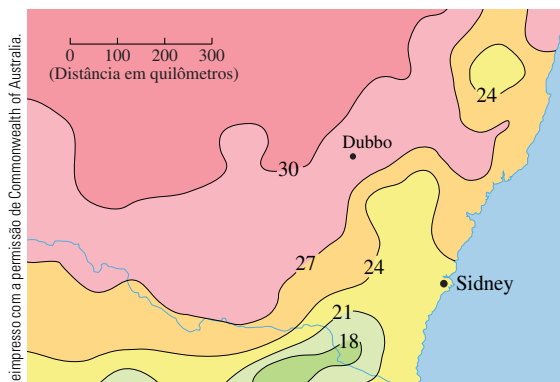 eimpresso com a permissão de Commonwealth of Australia.
0 100 200 300
(Distância em quilômetros)
24
Dubbo
30
27
24
Sidney
21
18